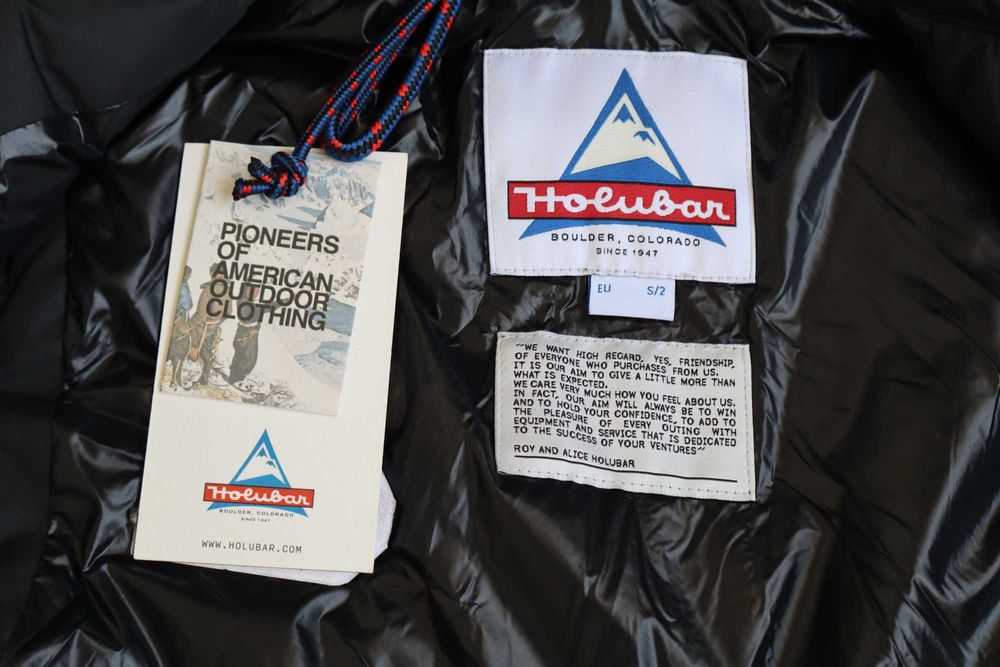 PIONEERS
OF
AMERICAN
OUTDOOR
CLOTHING
Holubar
BOULDER, COLORADO
SINCE 1947
WWW.HOLUBAR.COM
Holubar
BOULDER, COLORADO
SINCE 1947
EU S/2
"WE WANT HIGH REGARD, YES, FRIENDSHIP,
OF EVERYONE WHO PURCHASES FROM US.
IT IS OUR AIM TO GIVE A LITTLE MORE THAN
WHAT IS EXPECTED.
WE CARE VERY MUCH HOW YOU FEEL ABOUT US.
IN FACT, OUR AIM WILL ALWAYS BE TO WIN
AND TO HOLD YOUR CONFIDENCE, TO ADD TO
THE PLEASURE OF EVERY OUTING WITH
EQUIPMENT AND SERVICE THAT IS DEDICATED
TO THE SUCCESS OF YOUR VENTURES"
ROY AND ALICE HOLUBAR